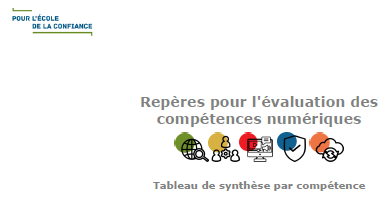 POUR L'ÉCOLE
DE LA CONFIANCE
Repères pour l'évaluation des
compétences numériques
Tableau de synthèse par compétence